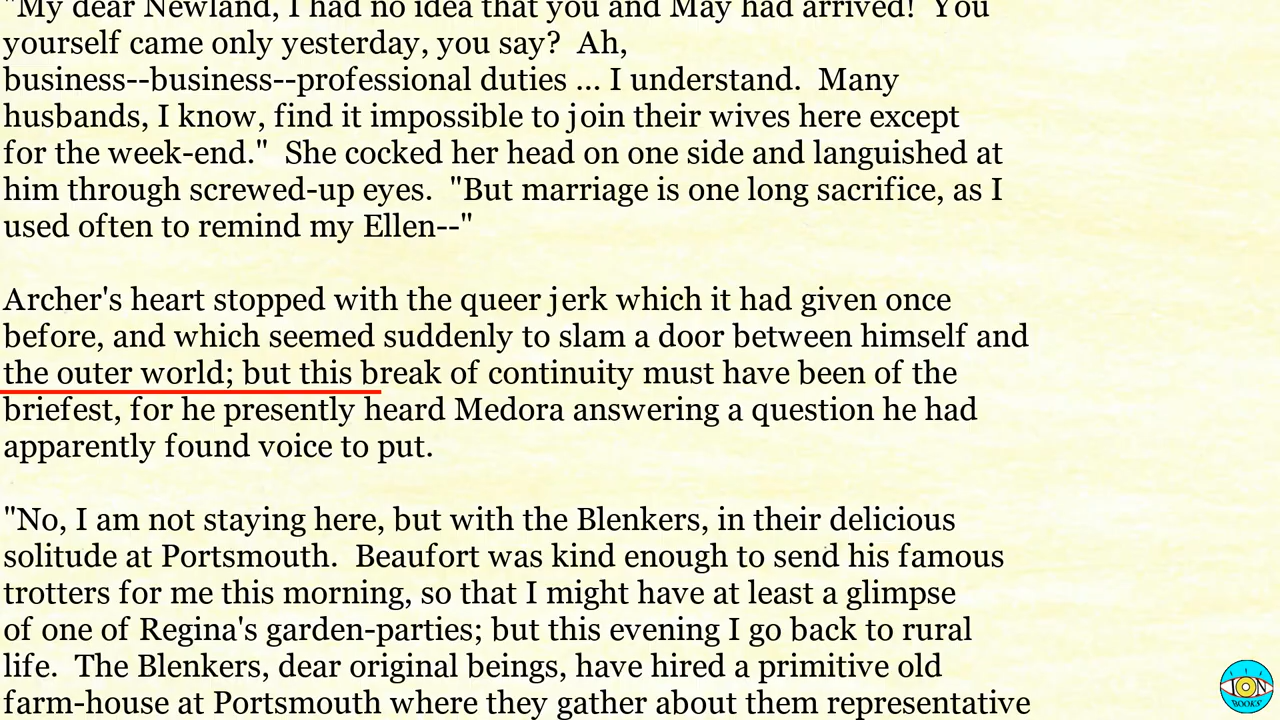 "My dear Newland, I had no idea that you and May had arrived!  You
yourself came only yesterday, you say?  Ah,
business--business--professional duties ... I understand.  Many
husbands, I know, find it impossible to join their wives here except
for the week-end."  She cocked her head on one side and languished at
him through screwed-up eyes.  "But marriage is one long sacrifice, as I
used often to remind my Ellen--"
Archer's heart stopped with the queer jerk which it had given once
before, and which seemed suddenly to slam a door between himself and
the outer world; but this break of continuity must have been of the
briefest, for he presently heard Medora answering a question he had
apparently found voice to put.
"No, I am not staying here, but with the Blenkers, in their delicious
solitude at Portsmouth.  Beaufort was kind enough to send his famous
trotters for me this morning, so that I might have at least a glimpse
of one of Regina's garden-parties; but this evening I go back to rural
life.  The Blenkers, dear original beings, have hired a primitive old
farm-house at Portsmouth where they gather about them representative
ION
BOOKS